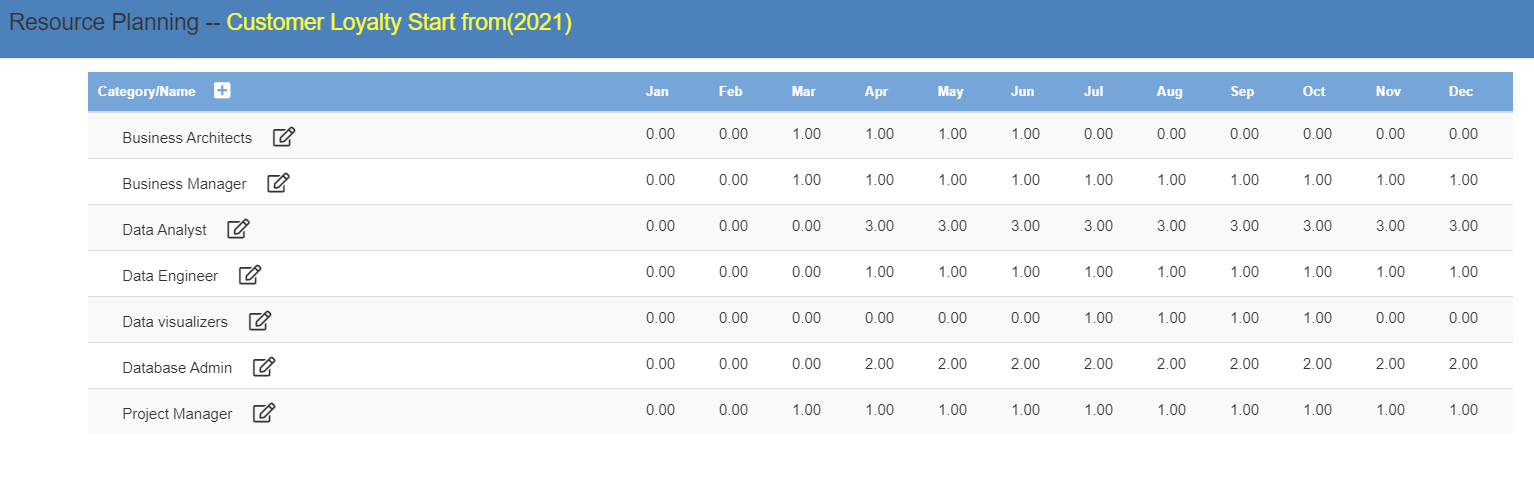 Resource Planning -- Customer Loyalty Start from(2021)
Category/Name Jan Feb Mar Apr May Jun Jul Aug Sep Oct Nov Dec
Business Architects 0.00 0.00 1.00 1.00 1.00 1.00 0.00 0.00 0.00 0.00 0.00 0.00
Business Manager 0.00 0.00 1.00 1.00 1.00 1.00 1.00 1.00 1.00 1.00 1.00 1.00
Data Analyst 0.00 0.00 0.00 3.00 3.00 3.00 3.00 3.00 3.00 3.00 3.00 3.00
Data Engineer 0.00 0.00 0.00 1.00 1.00 1.00 1.00 1.00 1.00 1.00 1.00 1.00
Data visualizers 0.00 0.00 0.00 0.00 0.00 0.00 1.00 1.00 1.00 1.00 0.00 0.00
Database Admin 0.00 0.00 0.00 2.00 2.00 2.00 2.00 2.00 2.00 2.00 2.00 2.00
Project Manager 0.00 0.00 1.00 1.00 1.00 1.00 1.00 1.00 1.00 1.00 1.00 1.00